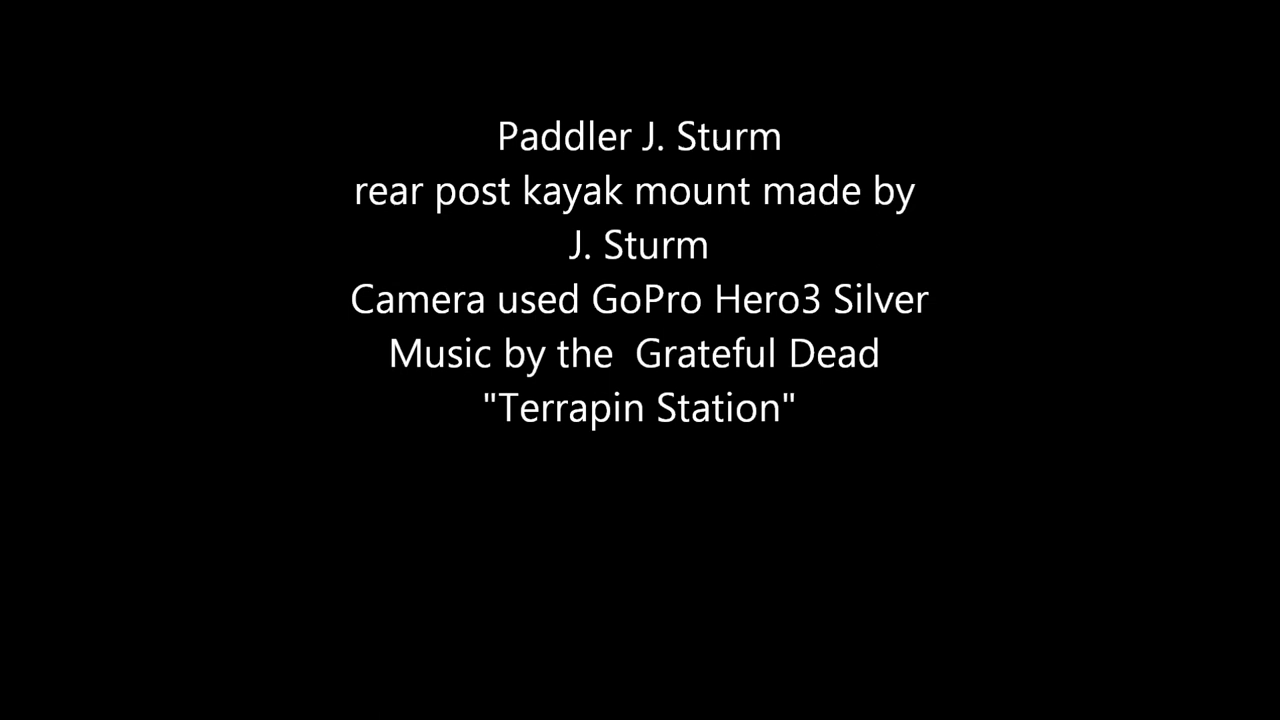 Paddler J. Sturm
rear post kayak mount made by
J. Sturm
Camera used GoPro Hero3 Silver
Music by the  Grateful Dead
"Terrapin Station"